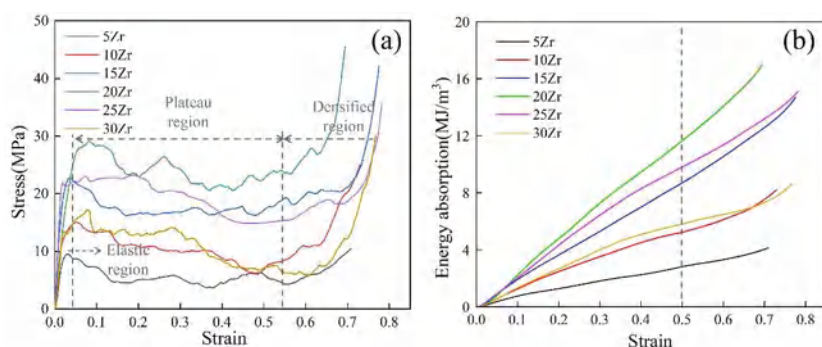 50
40
30
20
10
0
Stress(MPa)
5Zr
10Zr
15Zr
20Zr
25Zr
30Zr
(a)
Plateau
region
Densified
region
Elastic
region
0.0 0.1 0.2 0.3 0.4 0.5 0.6 0.7 0.8
Strain
20
16
12
8
4
0
Energy absorption(MJ/m³)
5Zr
10Zr
15Zr
20Zr
25Zr
30Zr
(b)
0.0 0.1 0.2 0.3 0.4 0.5 0.6 0.7 0.8
Strain